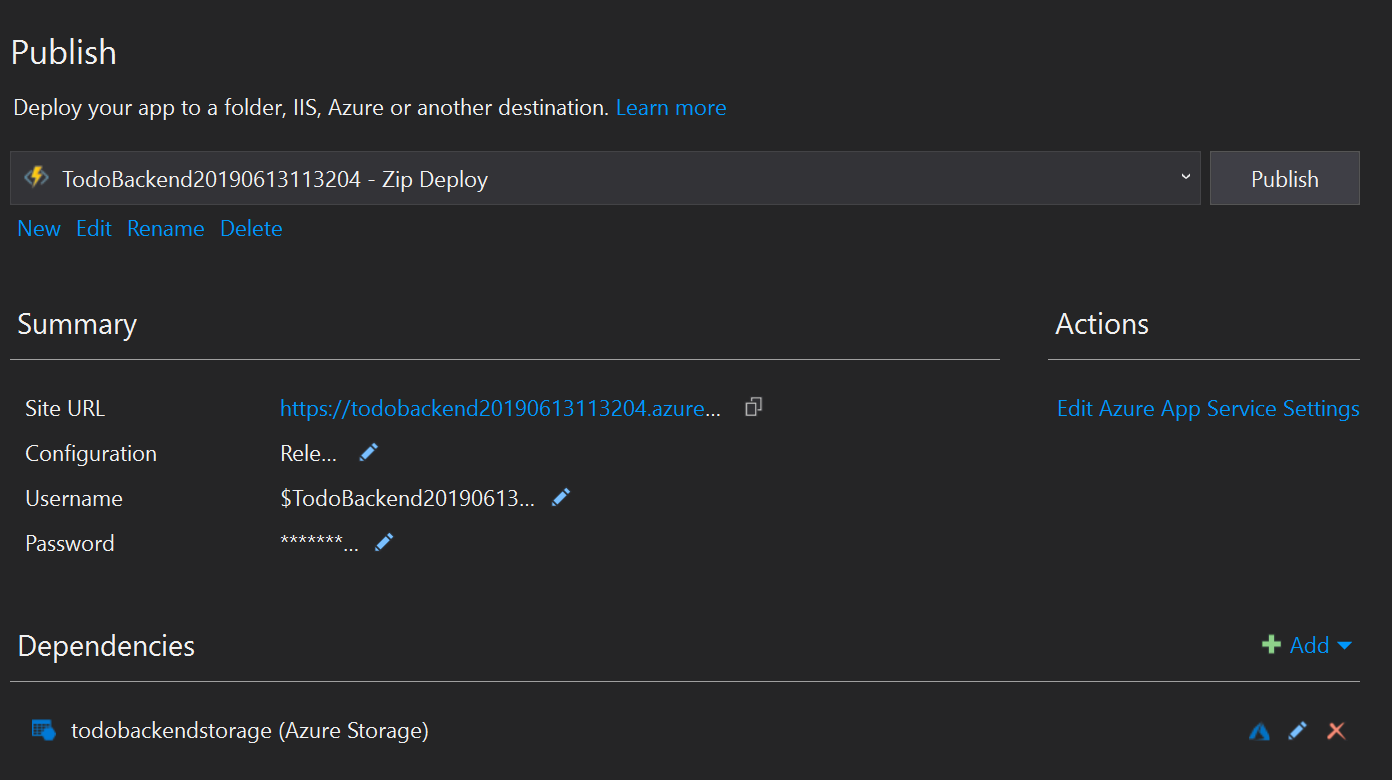 Publish
Deploy your app to a folder, IIS, Azure or another destination. Learn more
TodoBackend20190613113204 - Zip Deploy
Publish
New Edit Rename Delete
Summary
Actions
Site URL https://todobackend20190613113204.azure...
Edit Azure App Service Settings
Configuration Rele...
Username $TodoBackend20190613...
Password *******...
Dependencies
Add
todobackendstorage (Azure Storage)